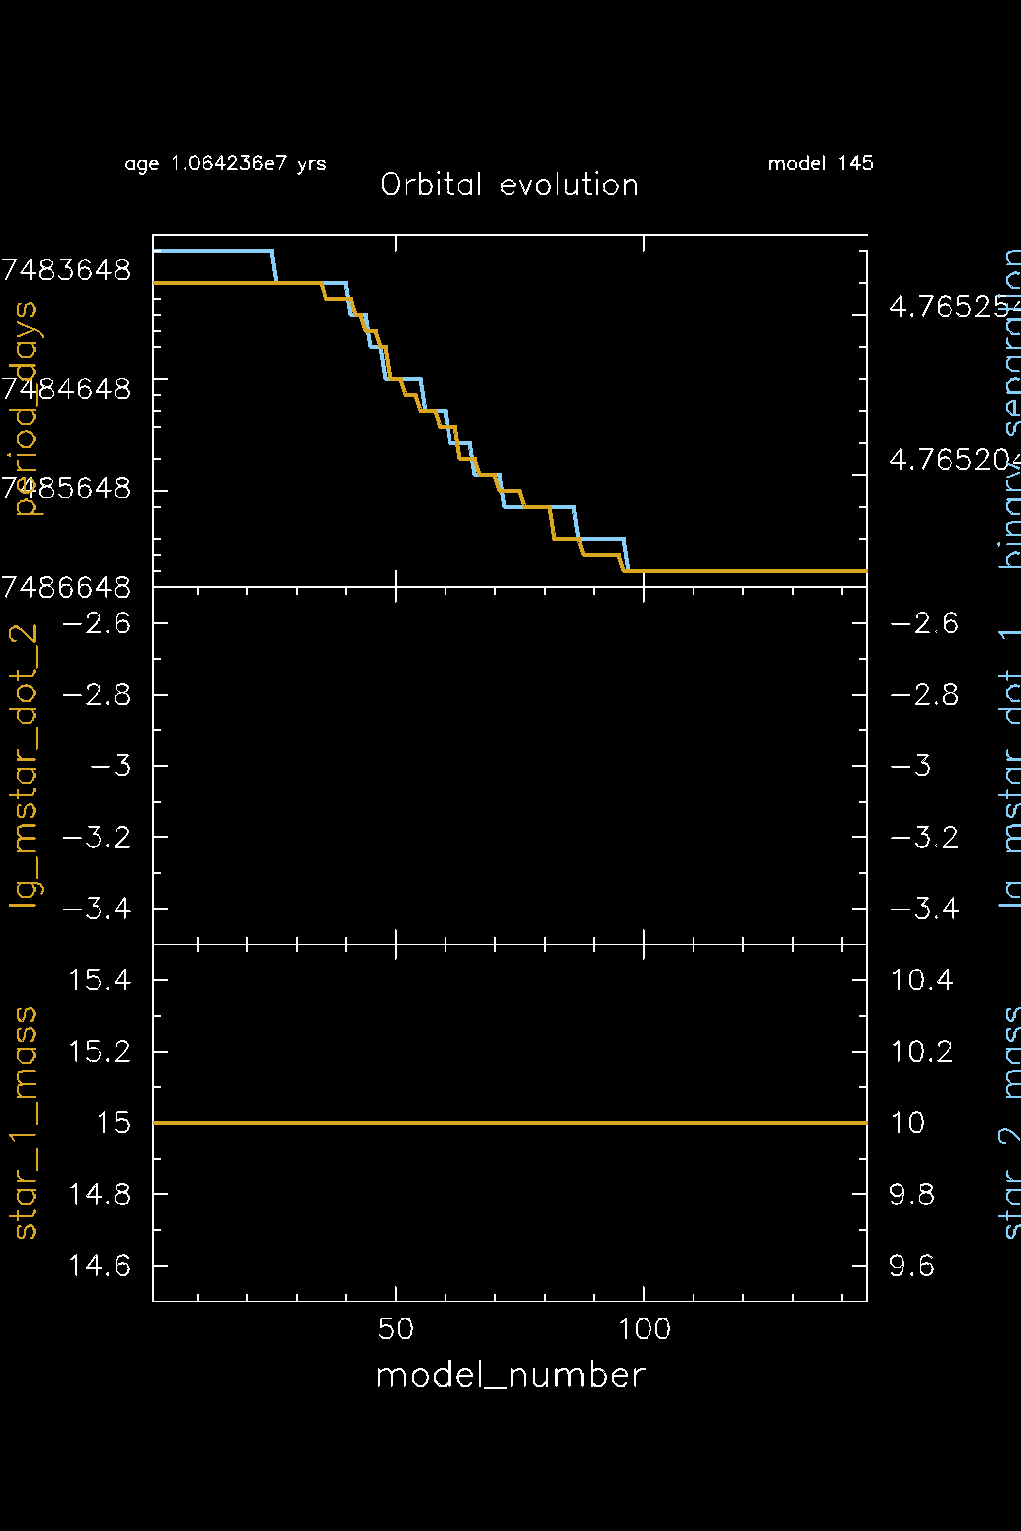 age 1.064236e7 yrs
model 145
Orbital evolution
7483648
7484648
7485648
7486648
period_days
4.76525
4.76520
binary_separation
−2.6
−2.8
−3
−3.2
−3.4
lg_mstar_dot_2
−2.6
−2.8
−3
−3.2
−3.4
lg_mstar_dot_1
15.4
15.2
15
14.8
14.6
star_1_mass
10.4
10.2
10
9.8
9.6
star_2_mass
50
100
model_number